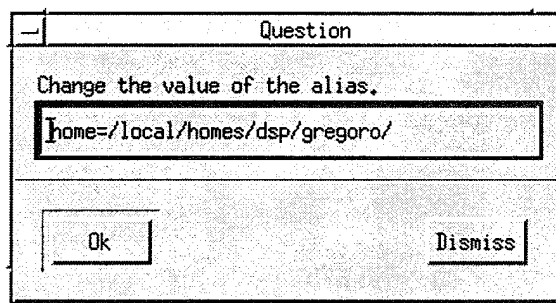 Question
Change the value of the alias.
home=/local/homes/dsp/gregoro/
Ok
Dismiss